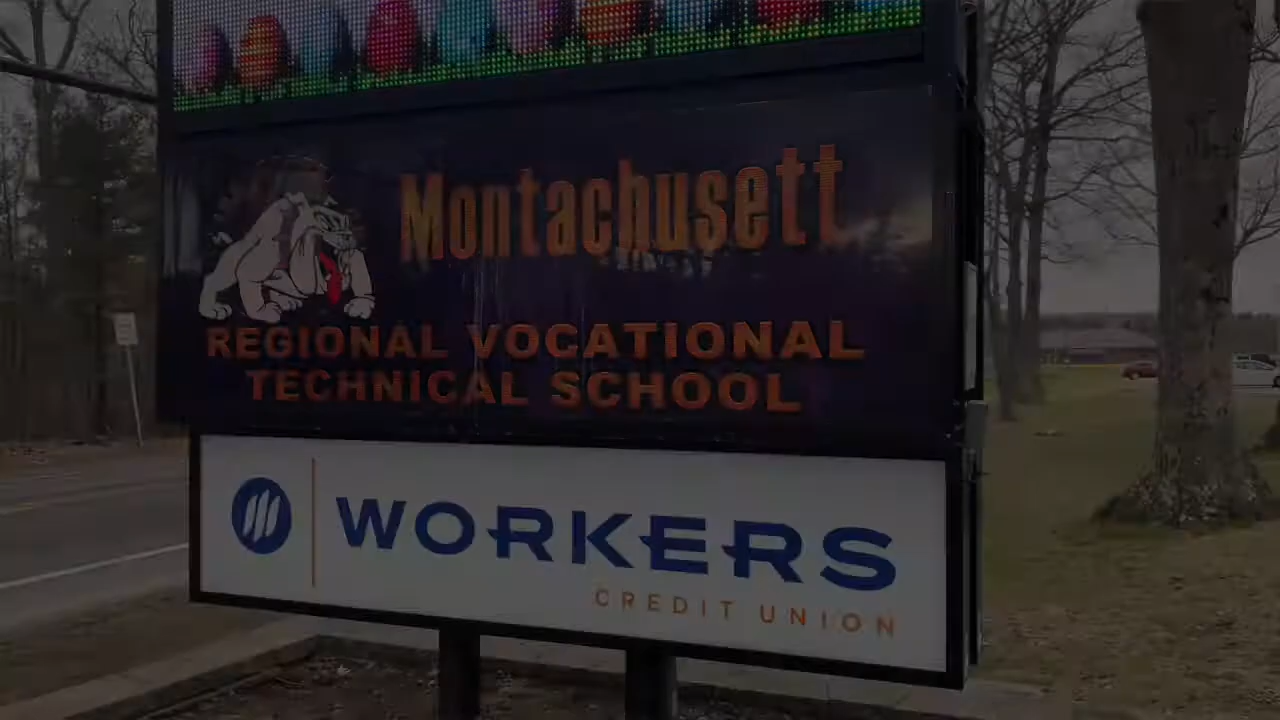 Montachusett
REGIONAL VOCATIONAL
TECHNICAL SCHOOL
WORKERS
CREDIT UNION